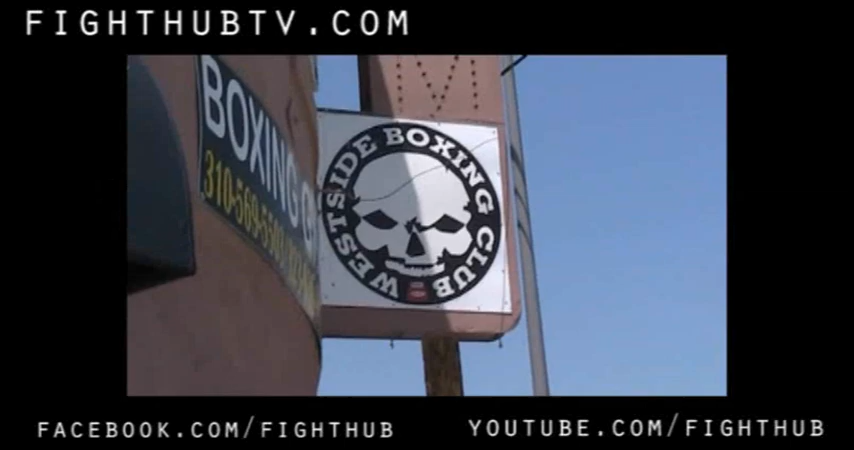 FIGHTHUBTV.COM
BOXING
WESTSIDE BOXING CLUB
FACEBOOK.COM/FIGHTHUB
YOUTUBE.COM/FIGHTHUB